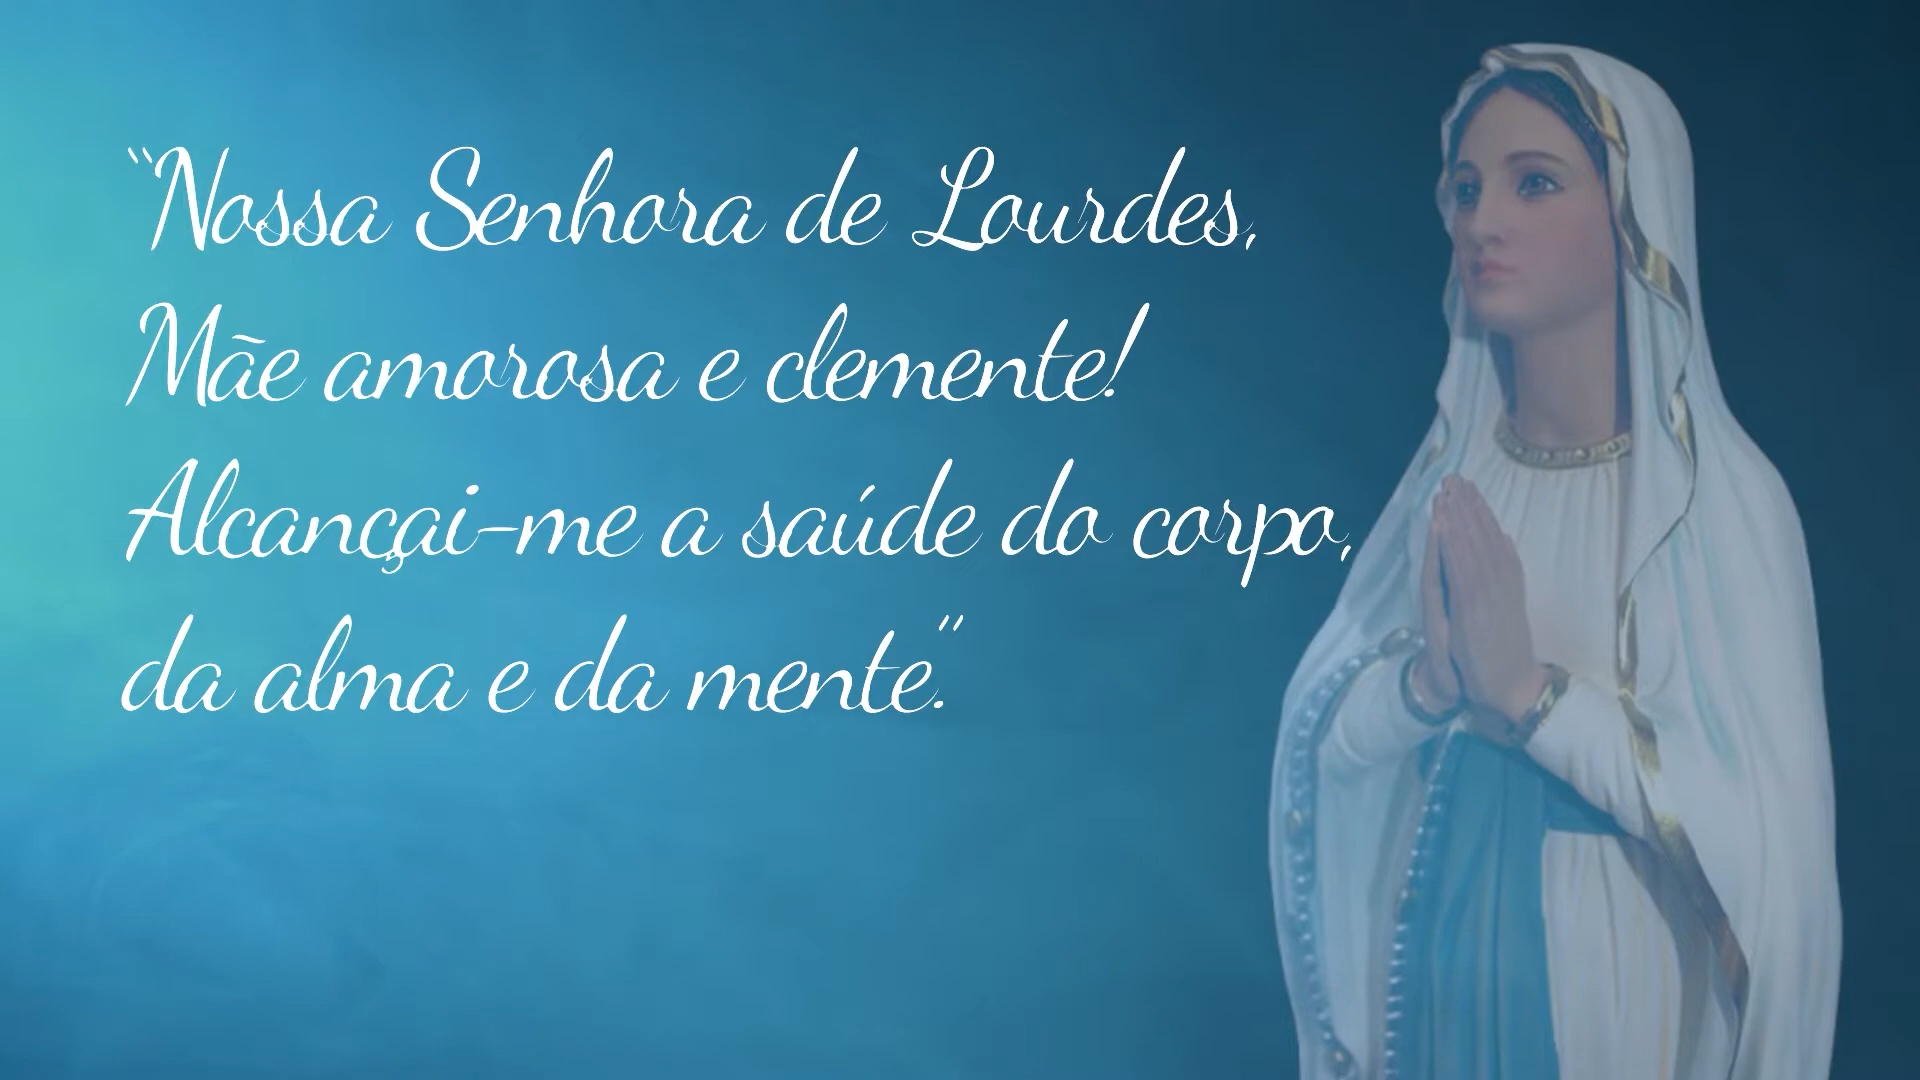 “Nossa Senhora de Lourdes,
Mãe amorosa e clemente!
Alcançai-me a saúde do corpo,
da alma e da mente.”